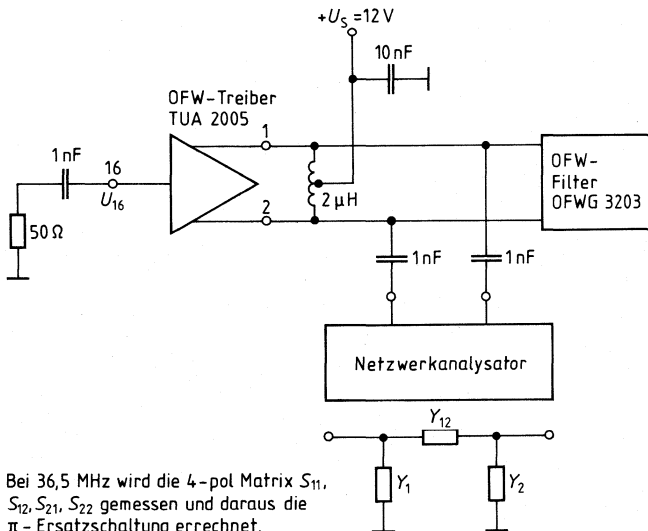 +U_S = 12 V
10 nF
OFW-Treiber
TUA 2005
1
1 nF
16
U_16
50 Ω
2 µH
2
OFW-
Filter
OFWG 3203
1 nF
1 nF
Netzwerkanalysator
Y_12
Y_1
Y_2
Bei 36,5 MHz wird die 4-pol Matrix S_11,
S_12, S_21, S_22 gemessen und daraus die
π - Ersatzschaltung errechnet.